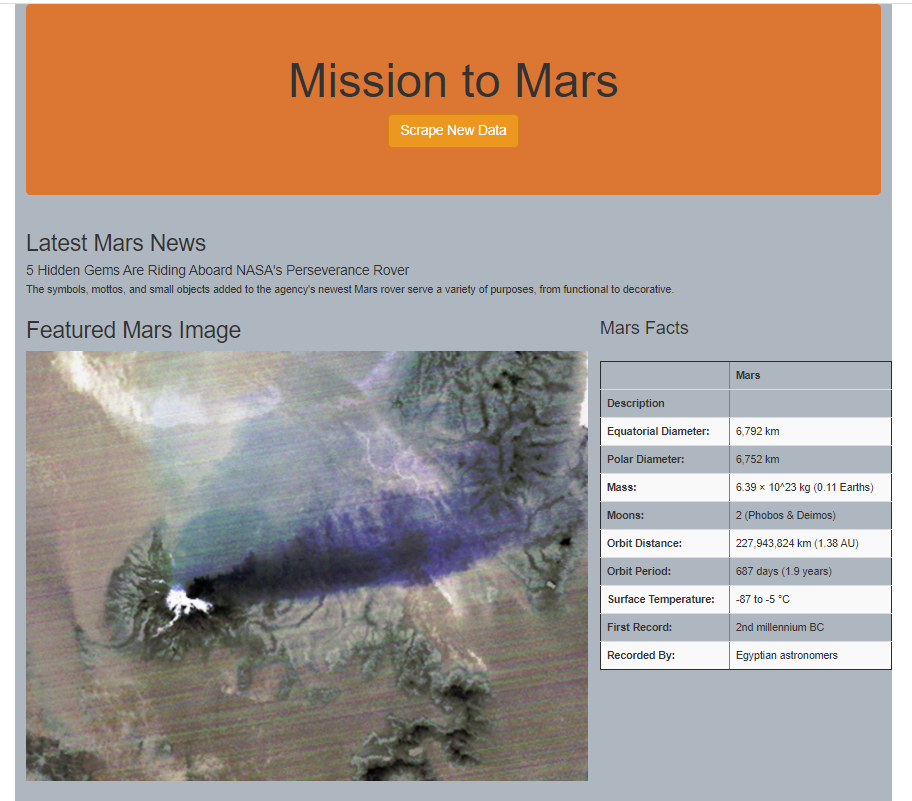 Mission to Mars
Scrape New Data
Latest Mars News
5 Hidden Gems Are Riding Aboard NASA's Perseverance Rover
The symbols, mottos, and small objects added to the agency's newest Mars rover serve a variety of purposes, from functional to decorative.
Featured Mars Image
Mars Facts
Mars
Description
Equatorial Diameter: 6,792 km
Polar Diameter: 6,752 km
Mass: 6.39 × 10^23 kg (0.11 Earths)
Moons: 2 (Phobos & Deimos)
Orbit Distance: 227,943,824 km (1.38 AU)
Orbit Period: 687 days (1.9 years)
Surface Temperature: -87 to -5 °C
First Record: 2nd millennium BC
Recorded By: Egyptian astronomers